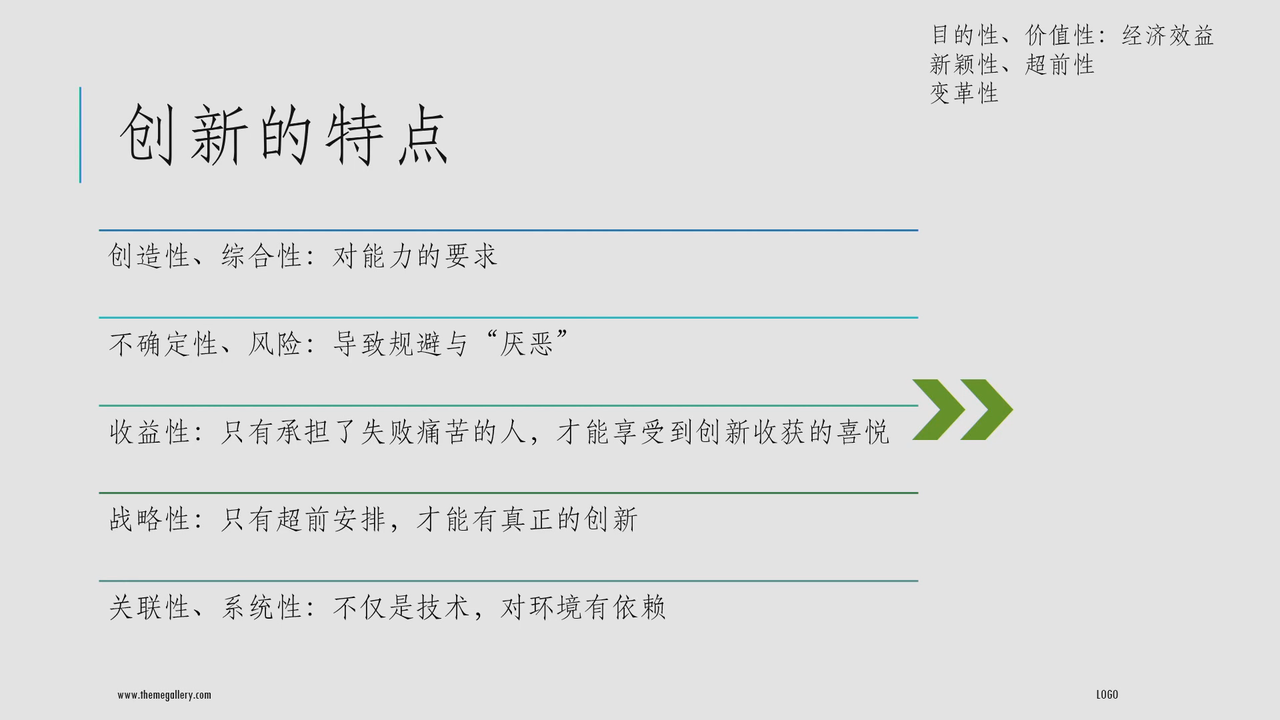 目的性、价值性：经济效益
新颖性、超前性
变革性
创新的特点
创造性、综合性：对能力的要求
不确定性、风险：导致规避与“厌恶”
收益性：只有承担了失败痛苦的人，才能享受到创新收获的喜悦
战略性：只有超前安排，才能有真正的创新
关联性、系统性：不仅是技术，对环境有依赖
www.themegallery.com
LOGO